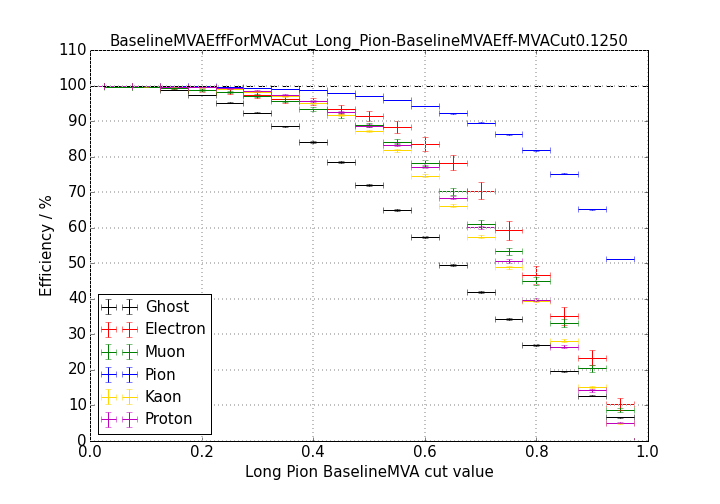 BaselineMVAEffForMVACut_Long_Pion-BaselineMVAEff-MVACut0.1250
110
100
90
80
70
60
50
40
30
20
10
0
Efficiency / %
Ghost
Electron
Muon
Pion
Kaon
Proton
0.0 0.2 0.4 0.6 0.8 1.0
Long Pion BaselineMVA cut value